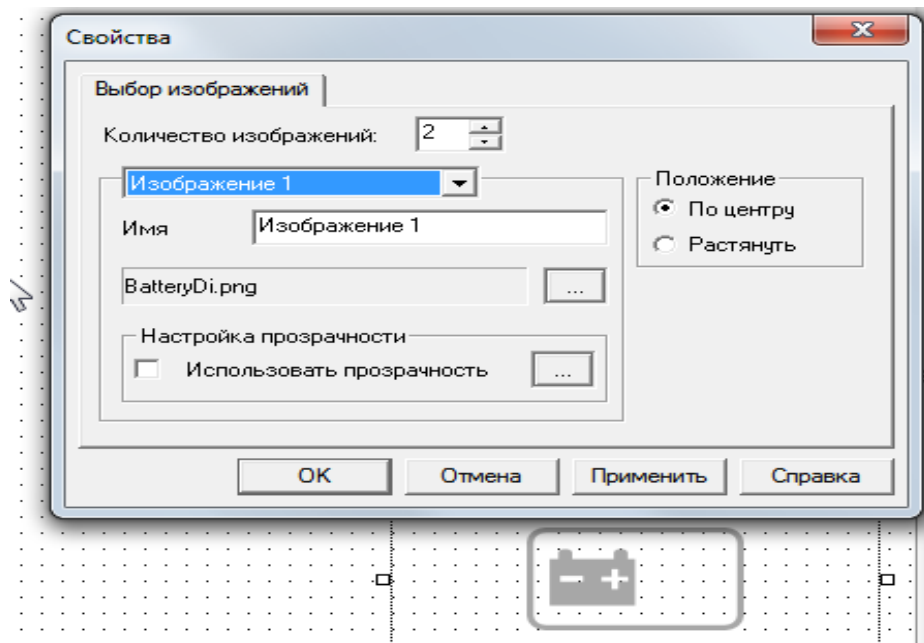 Свойства
Выбор изображений
Количество изображений: 2
Изображение 1
Имя Изображение 1
BatteryDi.png ...
Настройка прозрачности
Использовать прозрачность ...
Положение
По центру
Растянуть
OK Отмена Применить Справка